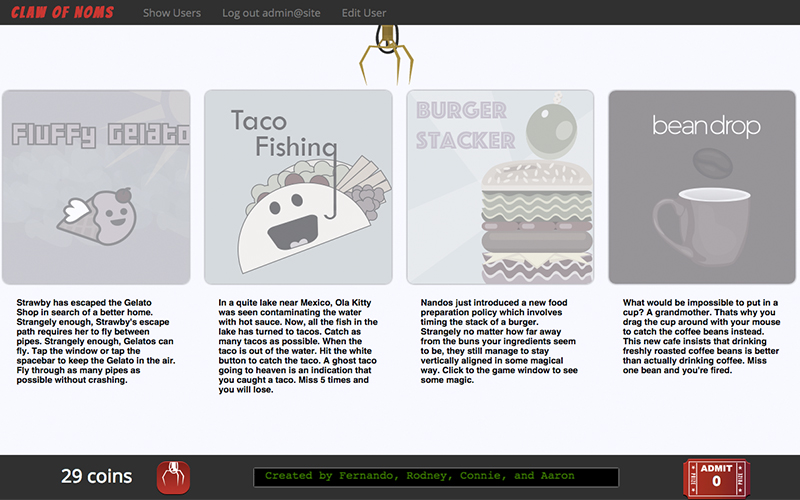 CLAW OF NOMS Show Users Log out admin@site Edit User
Fluffy Gelato
Taco
Fishing
BURGER
STACKER
bean drop
Strawby has escaped the Gelato
Shop in search of a better home.
Strangely enough, Strawby's escape
path requires her to fly between
pipes. Strangely enough, Gelatos can
fly. Tap the window or tap the
spacebar to keep the Gelato in the air.
Fly through as many pipes as
possible without crashing.
In a quite lake near Mexico, Ola Kitty
was seen contaminating the water
with hot sauce. Now, all the fish in the
lake has turned to tacos. Catch as
many tacos as possible. When the
taco is out of the water. Hit the white
button to catch the taco. A ghost taco
going to heaven is an indication that
you caught a taco. Miss 5 times and
you will lose.
Nandos just introduced a new food
preparation policy which involves
timing the stack of a burger.
Strangely no matter how far away
from the buns your ingredients seem
to be, they still manage to stay
vertically aligned in some magical
way. Click to the game window to see
some magic.
What would be impossible to put in a
cup? A grandmother. Thats why you
drag the cup around with your mouse
to catch the coffee beans instead.
This new cafe insists that drinking
freshly roasted coffee beans is better
than actually drinking coffee. Miss
one bean and you're fired.
29 coins
Created by Fernando, Rodney, Connie, and Aaron
ADMIT
0